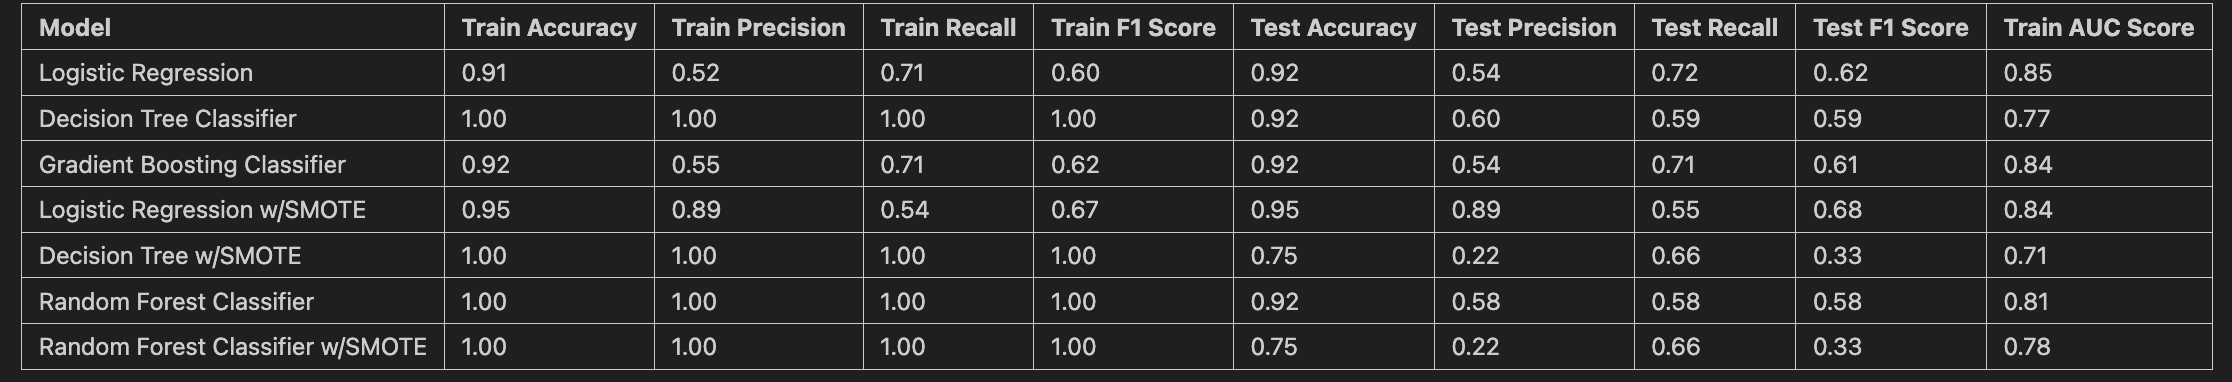 Model Train Accuracy Train Precision Train Recall Train F1 Score Test Accuracy Test Precision Test Recall Test F1 Score Train AUC Score
Logistic Regression 0.91 0.52 0.71 0.60 0.92 0.54 0.72 0..62 0.85
Decision Tree Classifier 1.00 1.00 1.00 1.00 0.92 0.60 0.59 0.59 0.77
Gradient Boosting Classifier 0.92 0.55 0.71 0.62 0.92 0.54 0.71 0.61 0.84
Logistic Regression w/SMOTE 0.95 0.89 0.54 0.67 0.95 0.89 0.55 0.68 0.84
Decision Tree w/SMOTE 1.00 1.00 1.00 1.00 0.75 0.22 0.66 0.33 0.71
Random Forest Classifier 1.00 1.00 1.00 1.00 0.92 0.58 0.58 0.58 0.81
Random Forest Classifier w/SMOTE 1.00 1.00 1.00 1.00 0.75 0.22 0.66 0.33 0.78